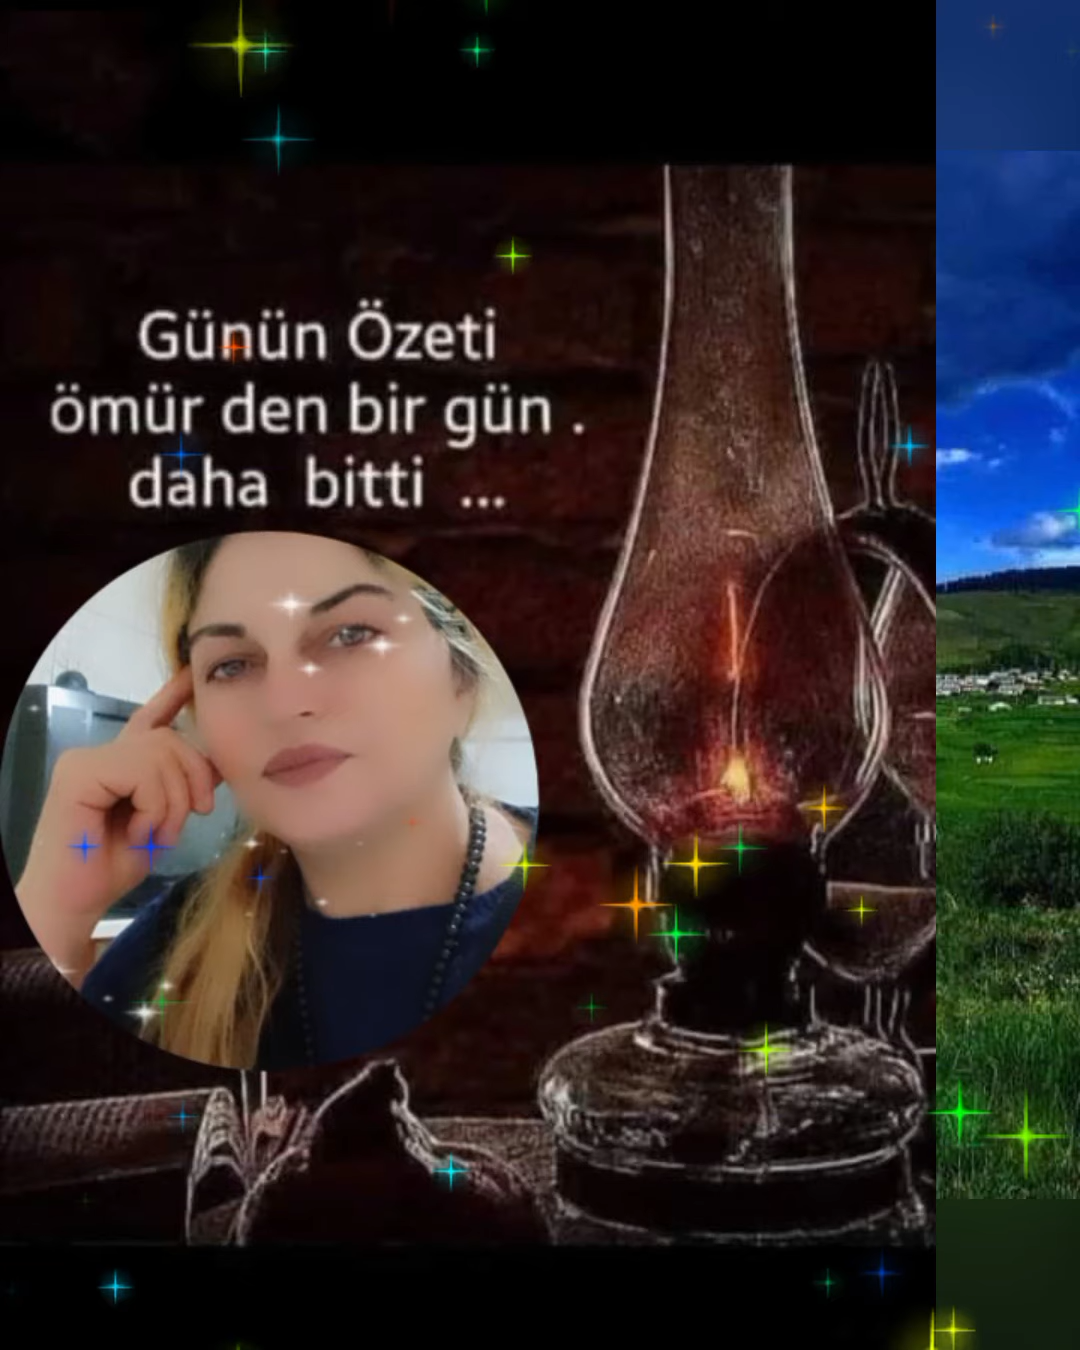 Günün Özeti
ömür den bir gün .
daha bitti ...